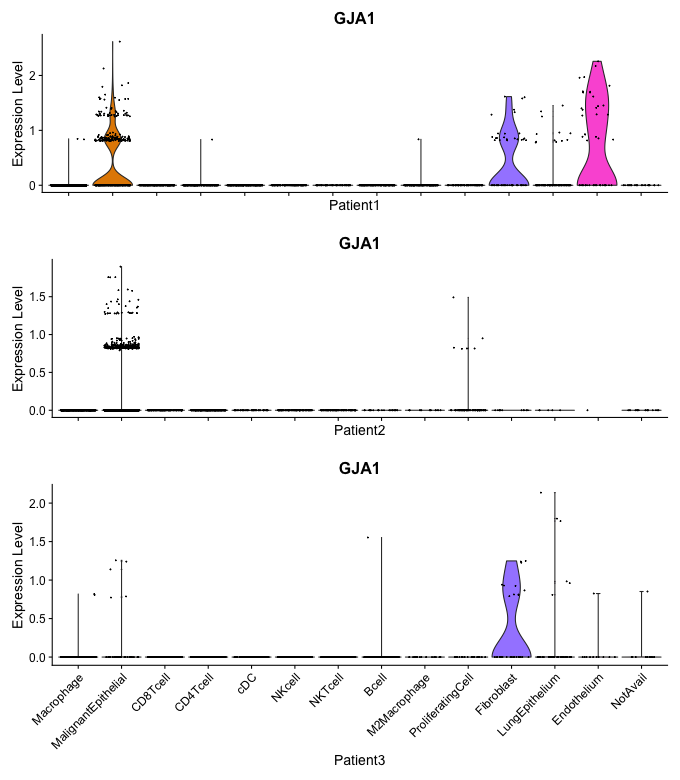 GJA1
Expression Level
2
1
0
Patient1
GJA1
Expression Level
1.5
1.0
0.5
0.0
Patient2
GJA1
Expression Level
2.0
1.5
1.0
0.5
0.0
Macrophage
MalignantEpithelial
CD8Tcell
CD4Tcell
cDC
NKcell
NKTcell
Bcell
M2Macrophage
ProliferatingCell
Fibroblast
LungEpithelium
Endothelium
NotAvail
Patient3